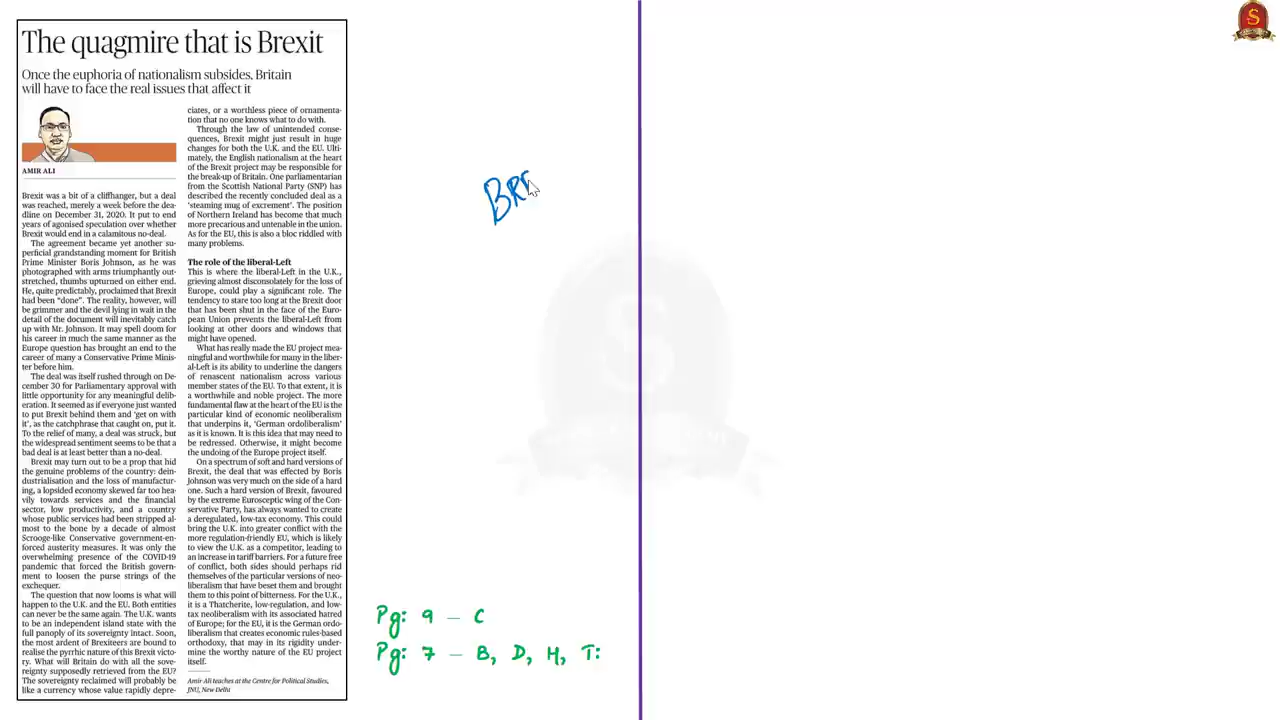 The quagmire that is Brexit
Once the euphoria of nationalism subsides, Britain
will have to face the real issues that affect it
AMIR ALI
Brexit was a bit of a cliffhanger, but a deal
was reached, merely a week before the dea-
dline on December 31, 2020. It put to end
years of agonised speculation over whether
Brexit would end in a calamitous no-deal.
The agreement became yet another su-
perficial grandstanding moment for British
Prime Minister Boris Johnson, as he was
photographed with arms triumphantly out-
stretched, thumbs upturned on either end.
He, quite predictably, proclaimed that Brexit
had been “done”. The reality, however, will
be grimmer and the devil lying in wait in the
detail of the document will inevitably catch
up with Mr. Johnson. It may spell doom for
his career in much the same manner as the
Europe question has brought an end to the
career of many a Conservative Prime Minis-
ter before him.
The deal was itself rushed through on De-
cember 30 for Parliamentary approval with
little opportunity for any meaningful delib-
eration. It seemed as if everyone just wanted
to put Brexit behind them and ‘get on with
it’, as the catchphrase that caught on, put it.
To the relief of many, a deal was struck, but
the widespread sentiment seems to be that a
bad deal is at least better than a no-deal.
Brexit may turn out to be a prop that hid
the genuine problems of the country: dein-
dustrialisation and the loss of manufactur-
ing, a lopsided economy skewed far too hea-
vily towards services and the financial
sector, low productivity, and a country
whose public services had been stripped al-
most to the bone by a decade of almost
Scrooge-like Conservative government-en-
forced austerity measures. It was only the
overwhelming presence of the COVID-19
pandemic that forced the British govern-
ment to loosen the purse strings of the
exchequer.
The question that now looms is what will
happen to the U.K. and the EU. Both entities
can never be the same again. The U.K. wants
to be an independent island state with the
full panoply of its sovereignty intact. Soon,
the most ardent of Brexiteers are bound to
realise the pyrrhic nature of this Brexit victo-
ry. What will Britain do with all the sove-
reignty supposedly retrieved from the EU?
The sovereignty reclaimed will probably be
like a currency whose value rapidly depre-
ciates, or a worthless piece of ornamenta-
tion that no one knows what to do with.
Through the law of unintended conse-
quences, Brexit might just result in huge
changes for both the U.K. and the EU. Ulti-
mately, the English nationalism at the heart
of the Brexit project may be responsible for
the break-up of Britain. One parliamentarian
from the Scottish National Party (SNP) has
described the recently concluded deal as a
‘steaming mug of excrement’. The position
of Northern Ireland has become that much
more precarious and untenable in the union.
As for the EU, this is also a bloc riddled with
many problems.
The role of the liberal-Left
This is where the liberal-Left in the U.K.,
grieving almost disconsolately for the loss of
Europe, could play a significant role. The
tendency to stare too long at the Brexit door
that has been shut in the face of the Euro-
pean Union prevents the liberal-Left from
looking at other doors and windows that
might have opened.
What has really made the EU project mea-
ningful and worthwhile for many in the liber-
al-Left is its ability to underline the dangers
of renascent nationalism across various
member states of the EU. To that extent, it is
a worthwhile and noble project. The more
fundamental flaw at the heart of the EU is the
particular kind of economic neoliberalism
that underpins it, ‘German ordoliberalism’
as it is known. It is this idea that may need to
be redressed. Otherwise, it might become
the undoing of the Europe project itself.
On a spectrum of soft and hard versions of
Brexit, the deal that was effected by Boris
Johnson was very much on the side of a hard
one. Such a hard version of Brexit, favoured
by the extreme Eurosceptic wing of the Con-
servative Party, has always wanted to create
a deregulated, low-tax economy. This could
bring the U.K. into greater conflict with the
more regulation-friendly EU, which is likely
to view the U.K. as a competitor, leading to
an increase in tariff barriers. For a future free
of conflict, both sides should perhaps rid
themselves of the particular versions of neo-
liberalism that have beset them and brought
them to this point of bitterness. For the U.K.,
it is a Thatcherite, low-regulation, and low-
tax neoliberalism with its associated hatred
of Europe; for the EU, it is the German ordo-
liberalism that creates economic rules-based
orthodoxy, that may in its rigidity under-
mine the worthy nature of the EU project
itself.
Amir Ali teaches at the Centre for Political Studies,
JNU, New Delhi
BRE
Pg: 9 – C
Pg: 7 – B, D, H, T:
S